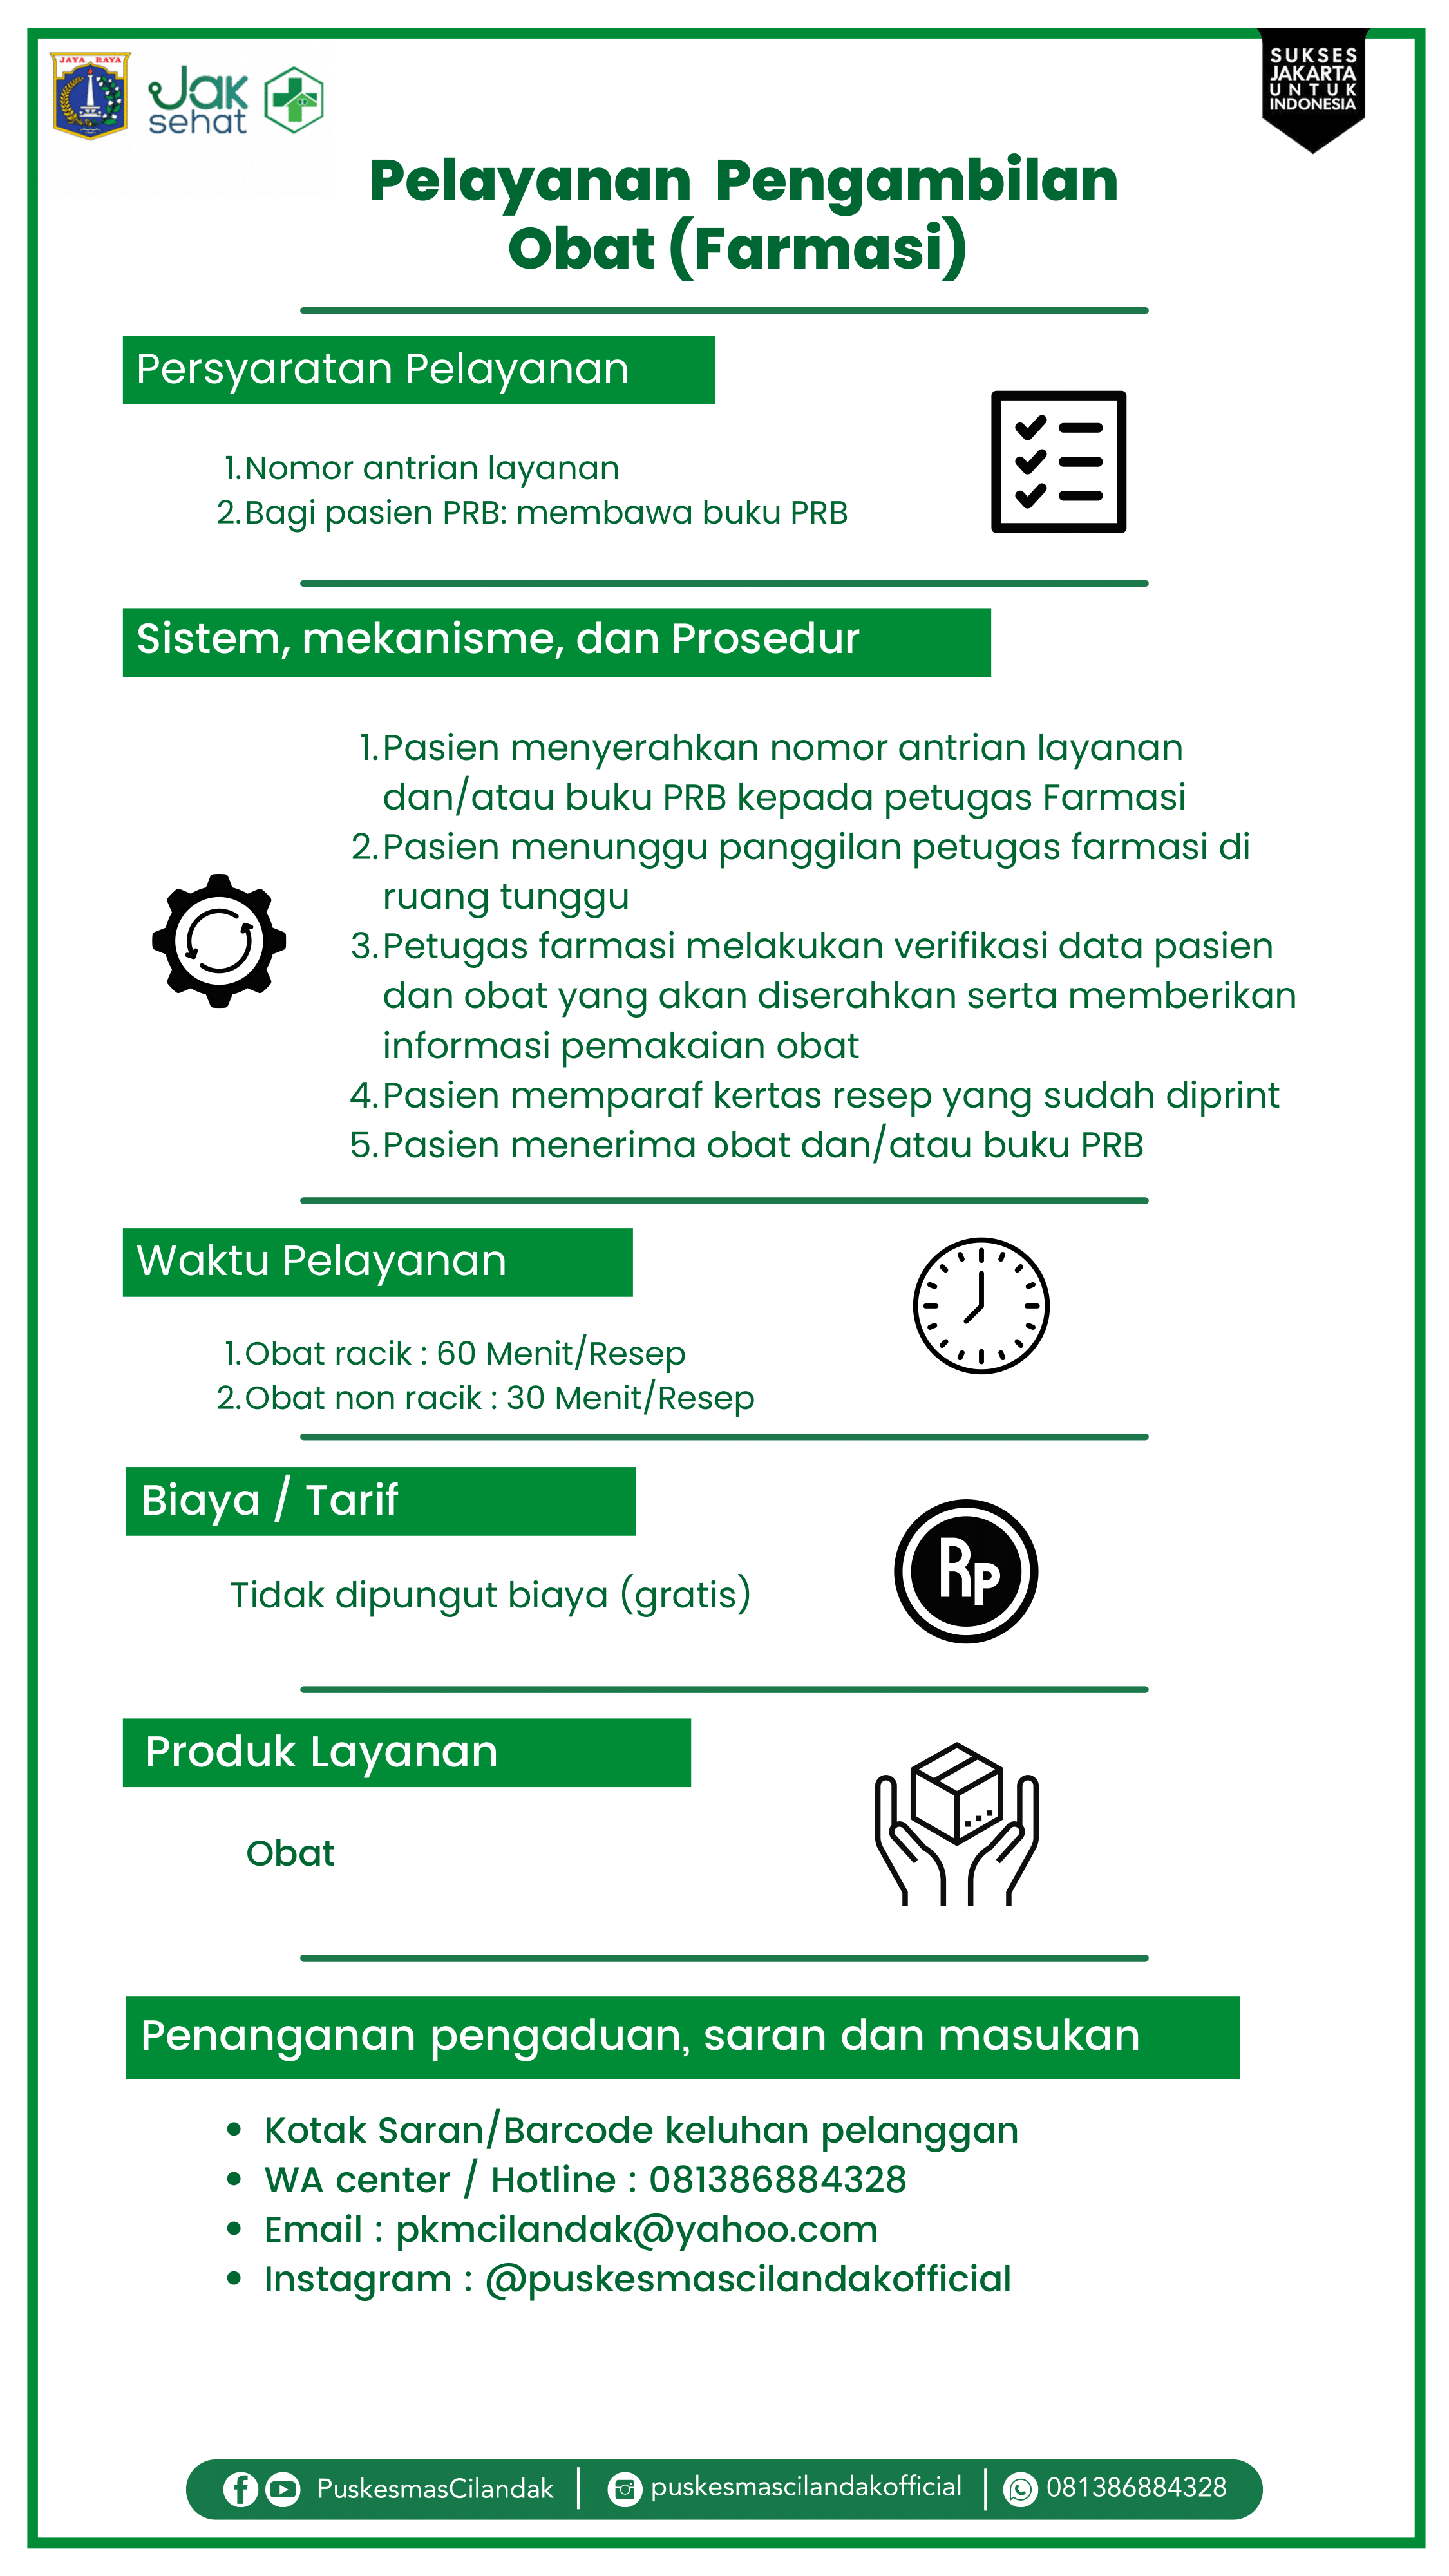 JAYA RAYA
Jak
sehat
SUKSES
JAKARTA
UNTUK
INDONESIA
Pelayanan Pengambilan
Obat (Farmasi)
Persyaratan Pelayanan
1. Nomor antrian layanan
2. Bagi pasien PRB: membawa buku PRB
Sistem, mekanisme, dan Prosedur
1. Pasien menyerahkan nomor antrian layanan
dan/atau buku PRB kepada petugas Farmasi
2. Pasien menunggu panggilan petugas farmasi di
ruang tunggu
3. Petugas farmasi melakukan verifikasi data pasien
dan obat yang akan diserahkan serta memberikan
informasi pemakaian obat
4. Pasien memparaf kertas resep yang sudah diprint
5. Pasien menerima obat dan/atau buku PRB
Waktu Pelayanan
1. Obat racik : 60 Menit/Resep
2. Obat non racik : 30 Menit/Resep
Biaya / Tarif
Tidak dipungut biaya (gratis)
Rp
Produk Layanan
Obat
Penanganan pengaduan, saran dan masukan
• Kotak Saran/Barcode keluhan pelanggan
• WA center / Hotline : 081386884328
• Email : pkmcilandak@yahoo.com
• Instagram : @puskesmascilandakofficial
PuskesmasCilandak | puskesmascilandakofficial | 081386884328